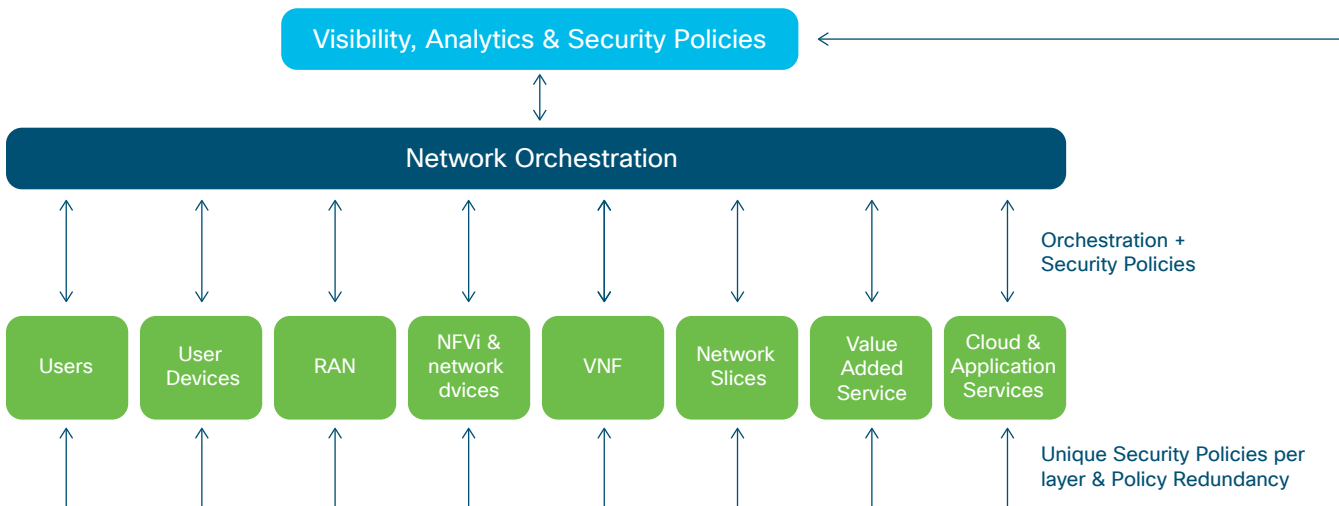 Visibility, Analytics & Security Policies
Network Orchestration
Orchestration +
Security Policies
Users
User
Devices
RAN
NFVi &
network
dvices
VNF
Network
Slices
Value
Added
Service
Cloud &
Application
Services
Unique Security Policies per
layer & Policy Redundancy